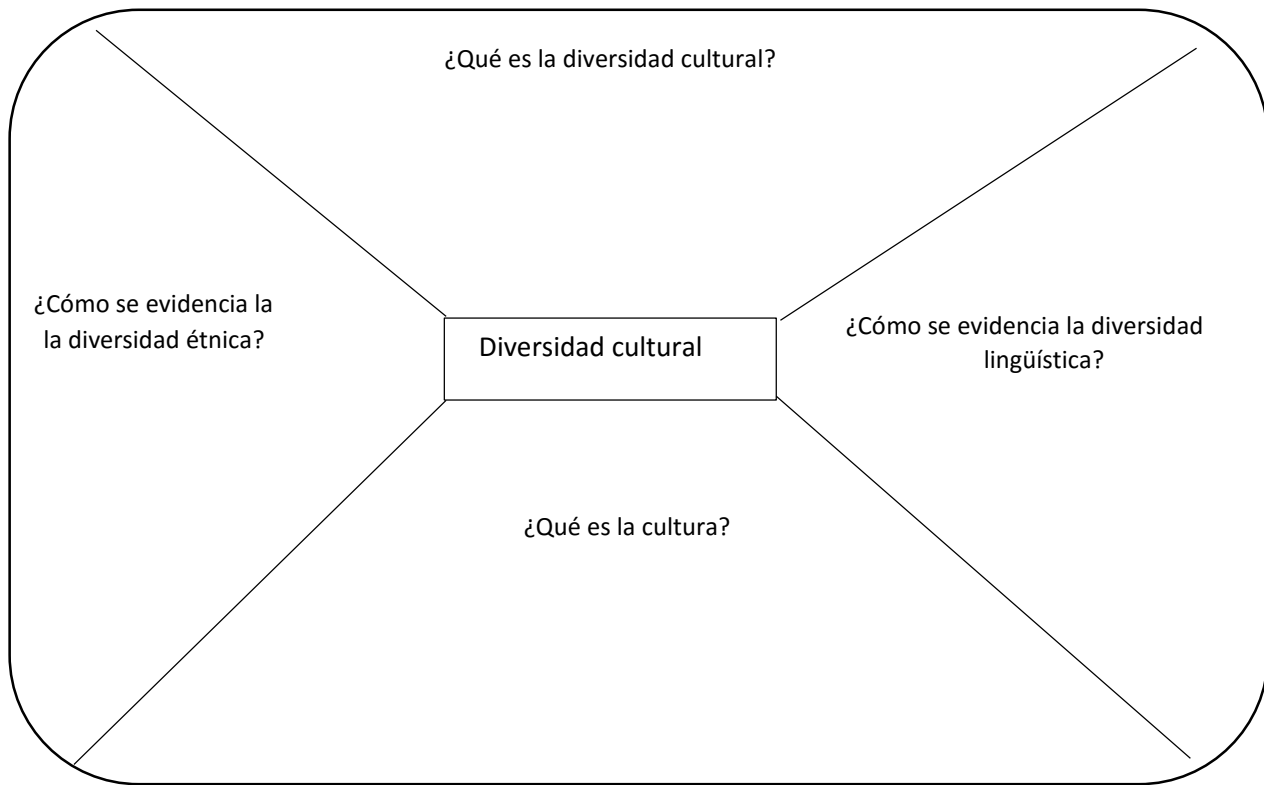 ¿Qué es la diversidad cultural?
¿Cómo se evidencia la
la diversidad étnica?
Diversidad cultural
¿Cómo se evidencia la diversidad
lingüística?
¿Qué es la cultura?